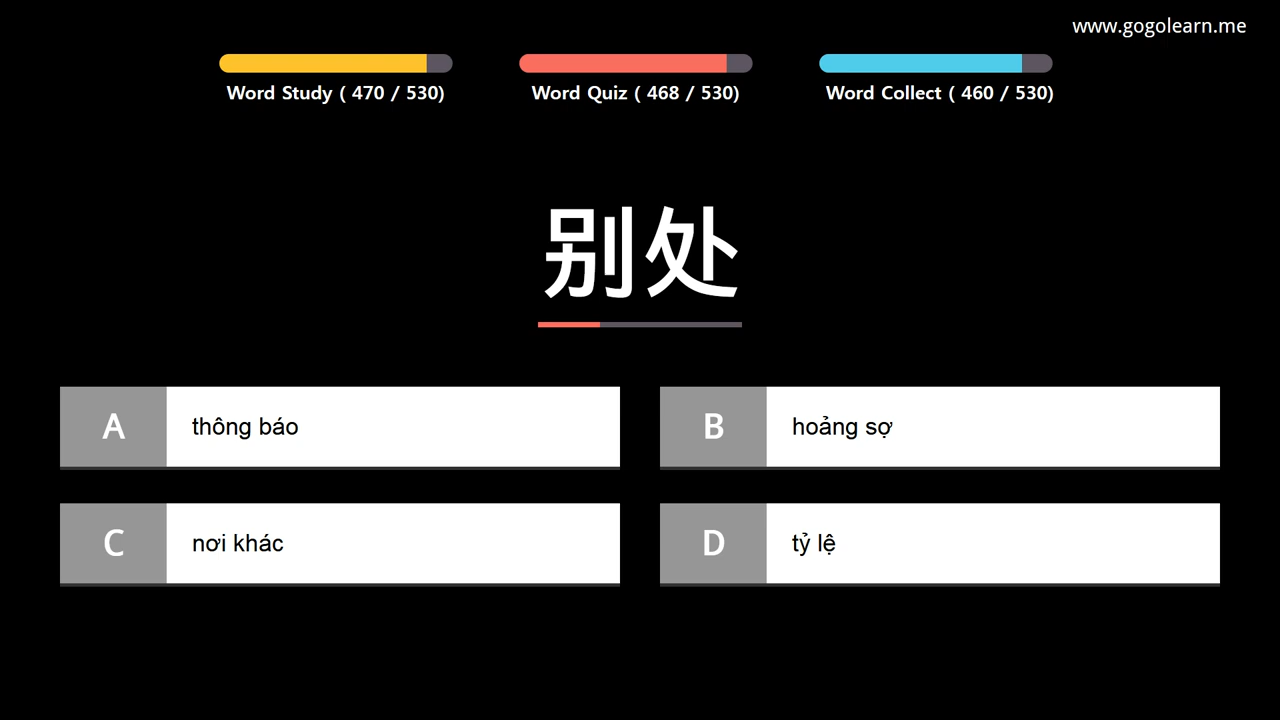 www.gogolearn.me
Word Study ( 470 / 530)
Word Quiz ( 468 / 530)
Word Collect ( 460 / 530)
别处
A thông báo
B hoảng sợ
C nơi khác
D tỷ lệ